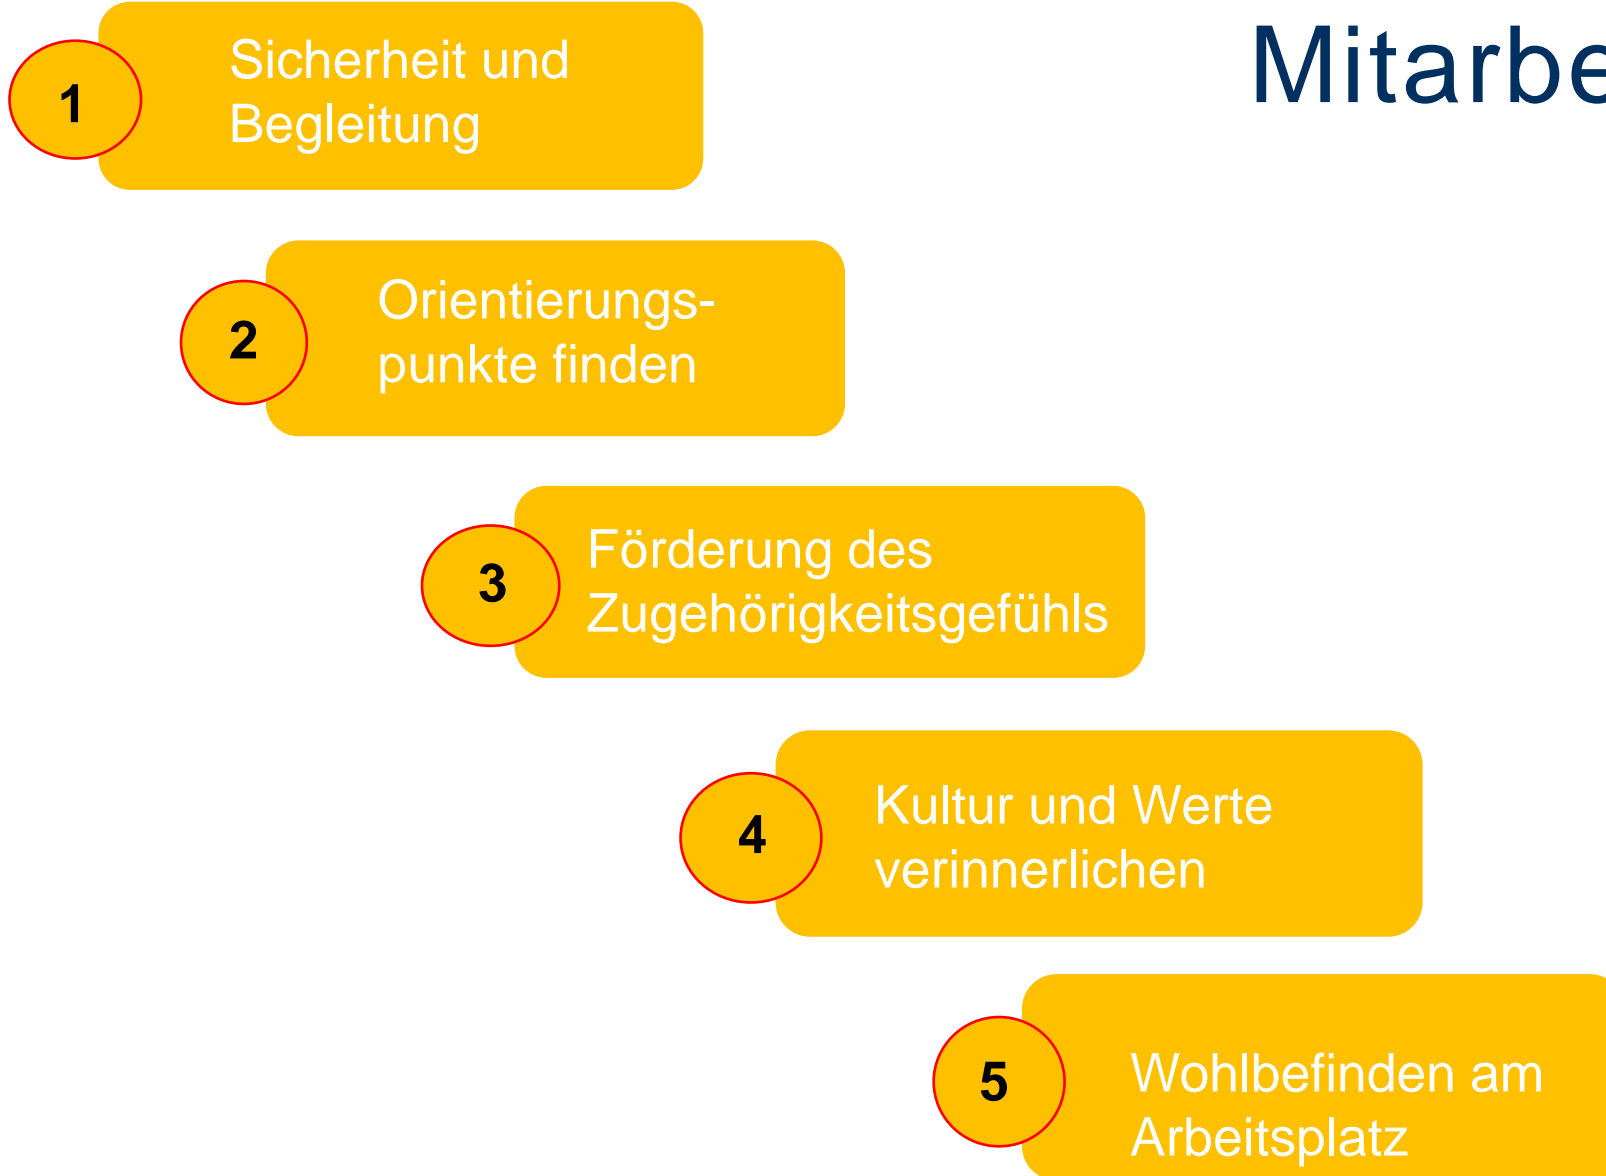 Mitarbe
1
Sicherheit und
Begleitung
2
Orientierungs-
punkte finden
3
Förderung des
Zugehörigkeitsgefühls
4
Kultur und Werte
verinnerlichen
5
Wohlbefinden am
Arbeitsplatz